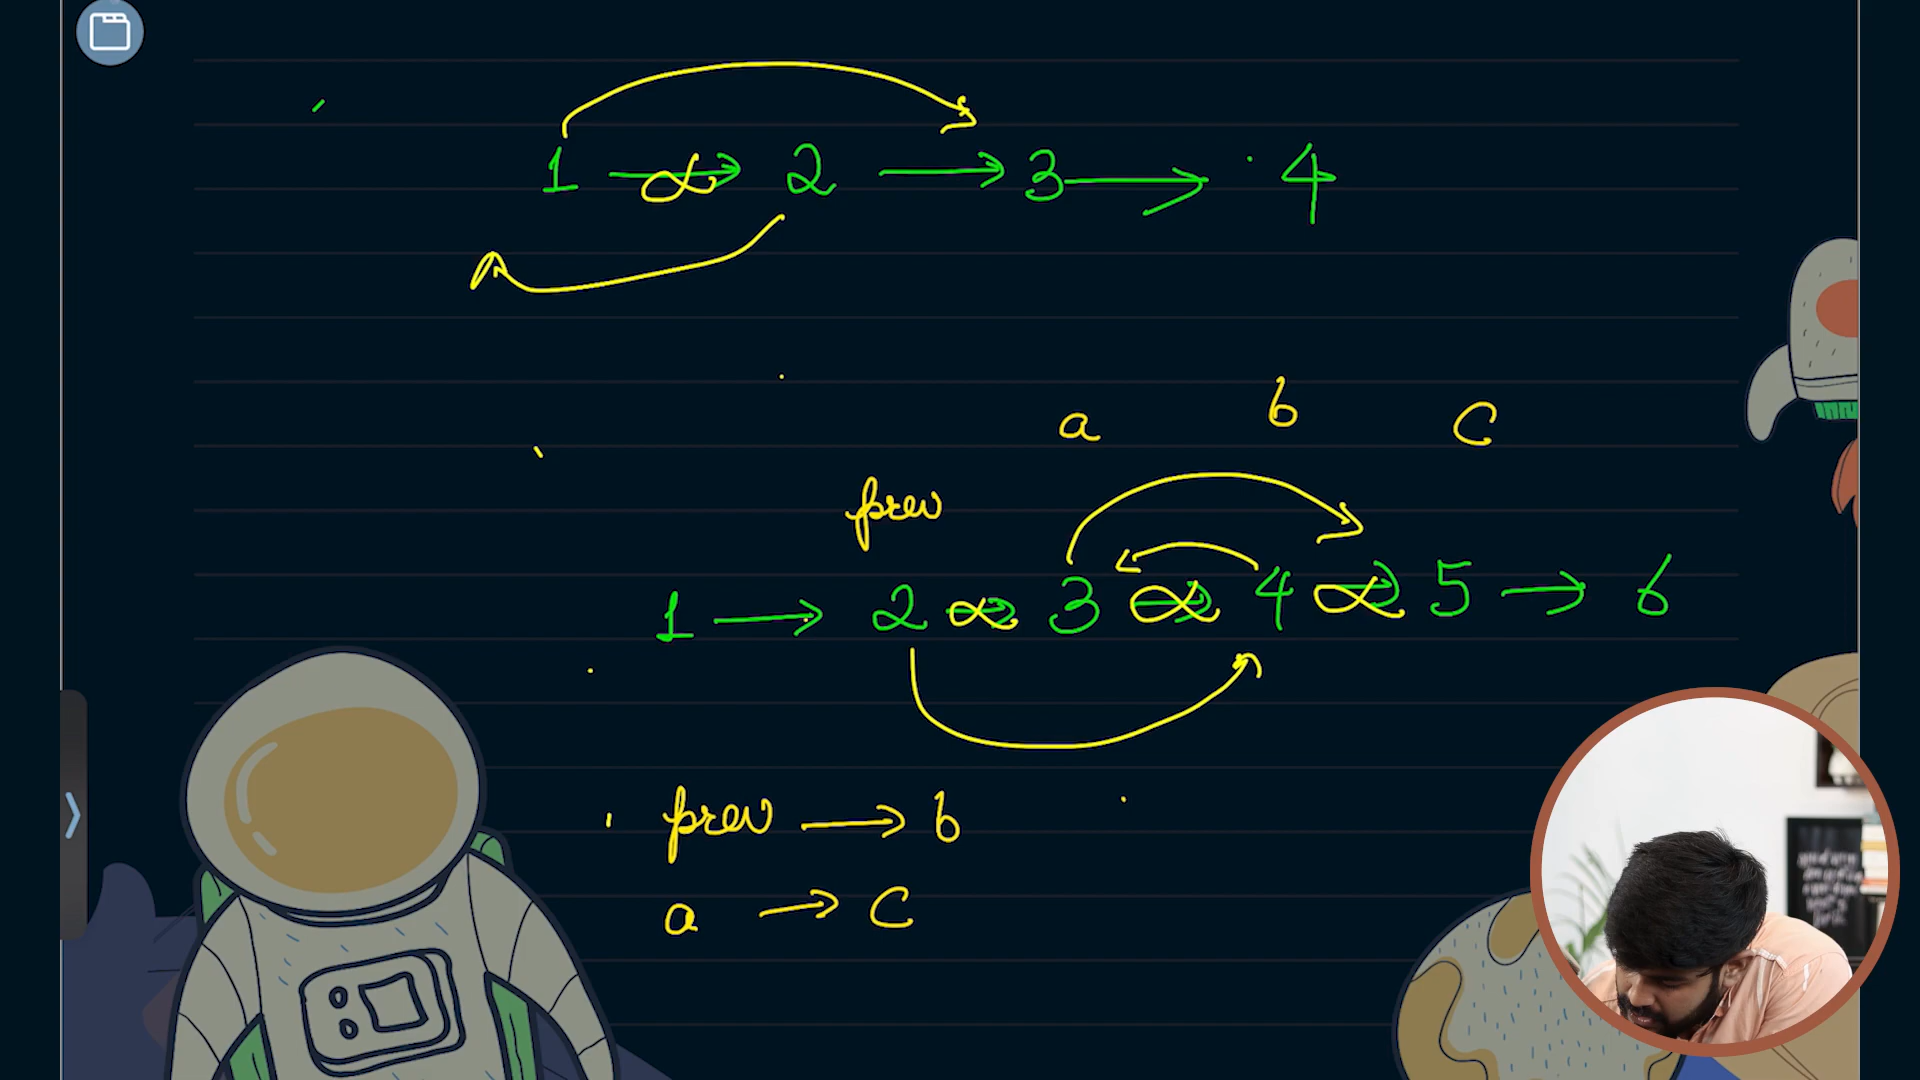 1 → 2 → 3 → 4
a b c
prev
1 → 2 → 3 → 4 → 5 → 6
prev → b
a → c